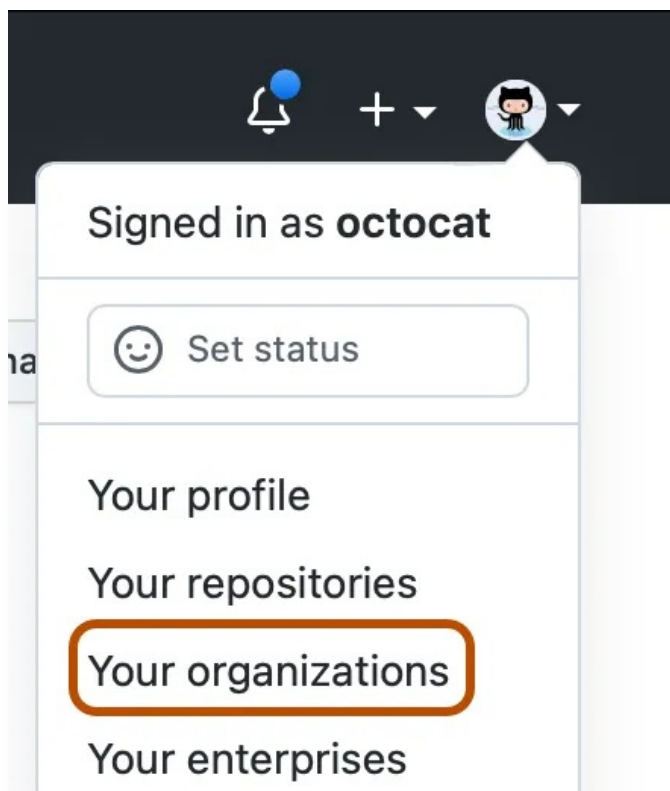 Signed in as octocat
Set status
Your profile
Your repositories
Your organizations
Your enterprises